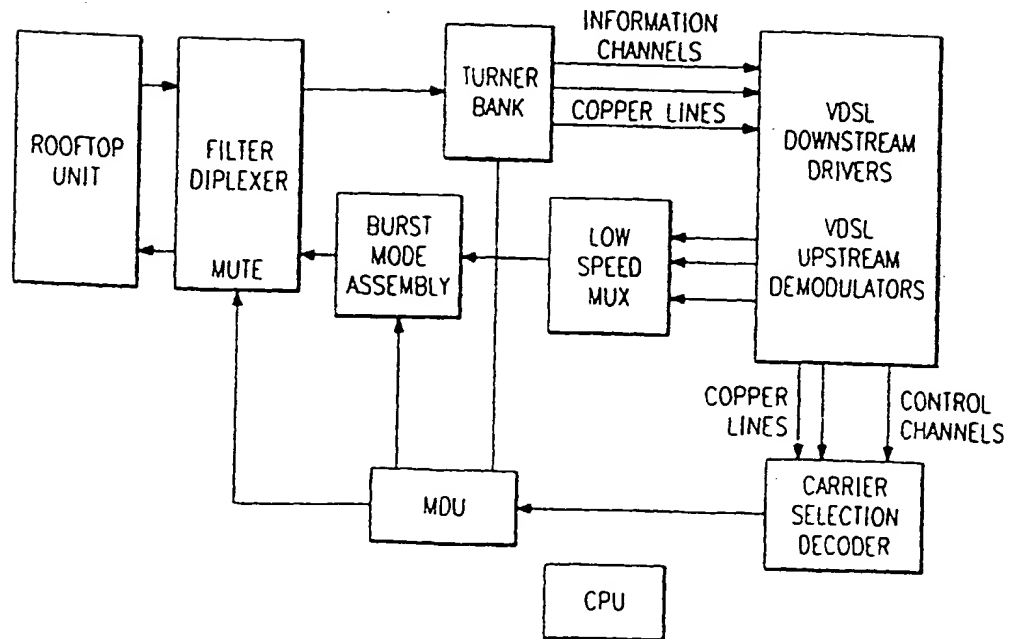 INFORMATION
CHANNELS
ROOFTOP
UNIT
FILTER
DIPLEXER
MUTE
TURNER
BANK
COPPER LINES
VDSL
DOWNSTREAM
DRIVERS
VDSL
UPSTREAM
DEMODULATORS
BURST
MODE
ASSEMBLY
LOW
SPEED
MUX
COPPER
LINES
CONTROL
CHANNELS
MDU
CARRIER
SELECTION
DECODER
CPU